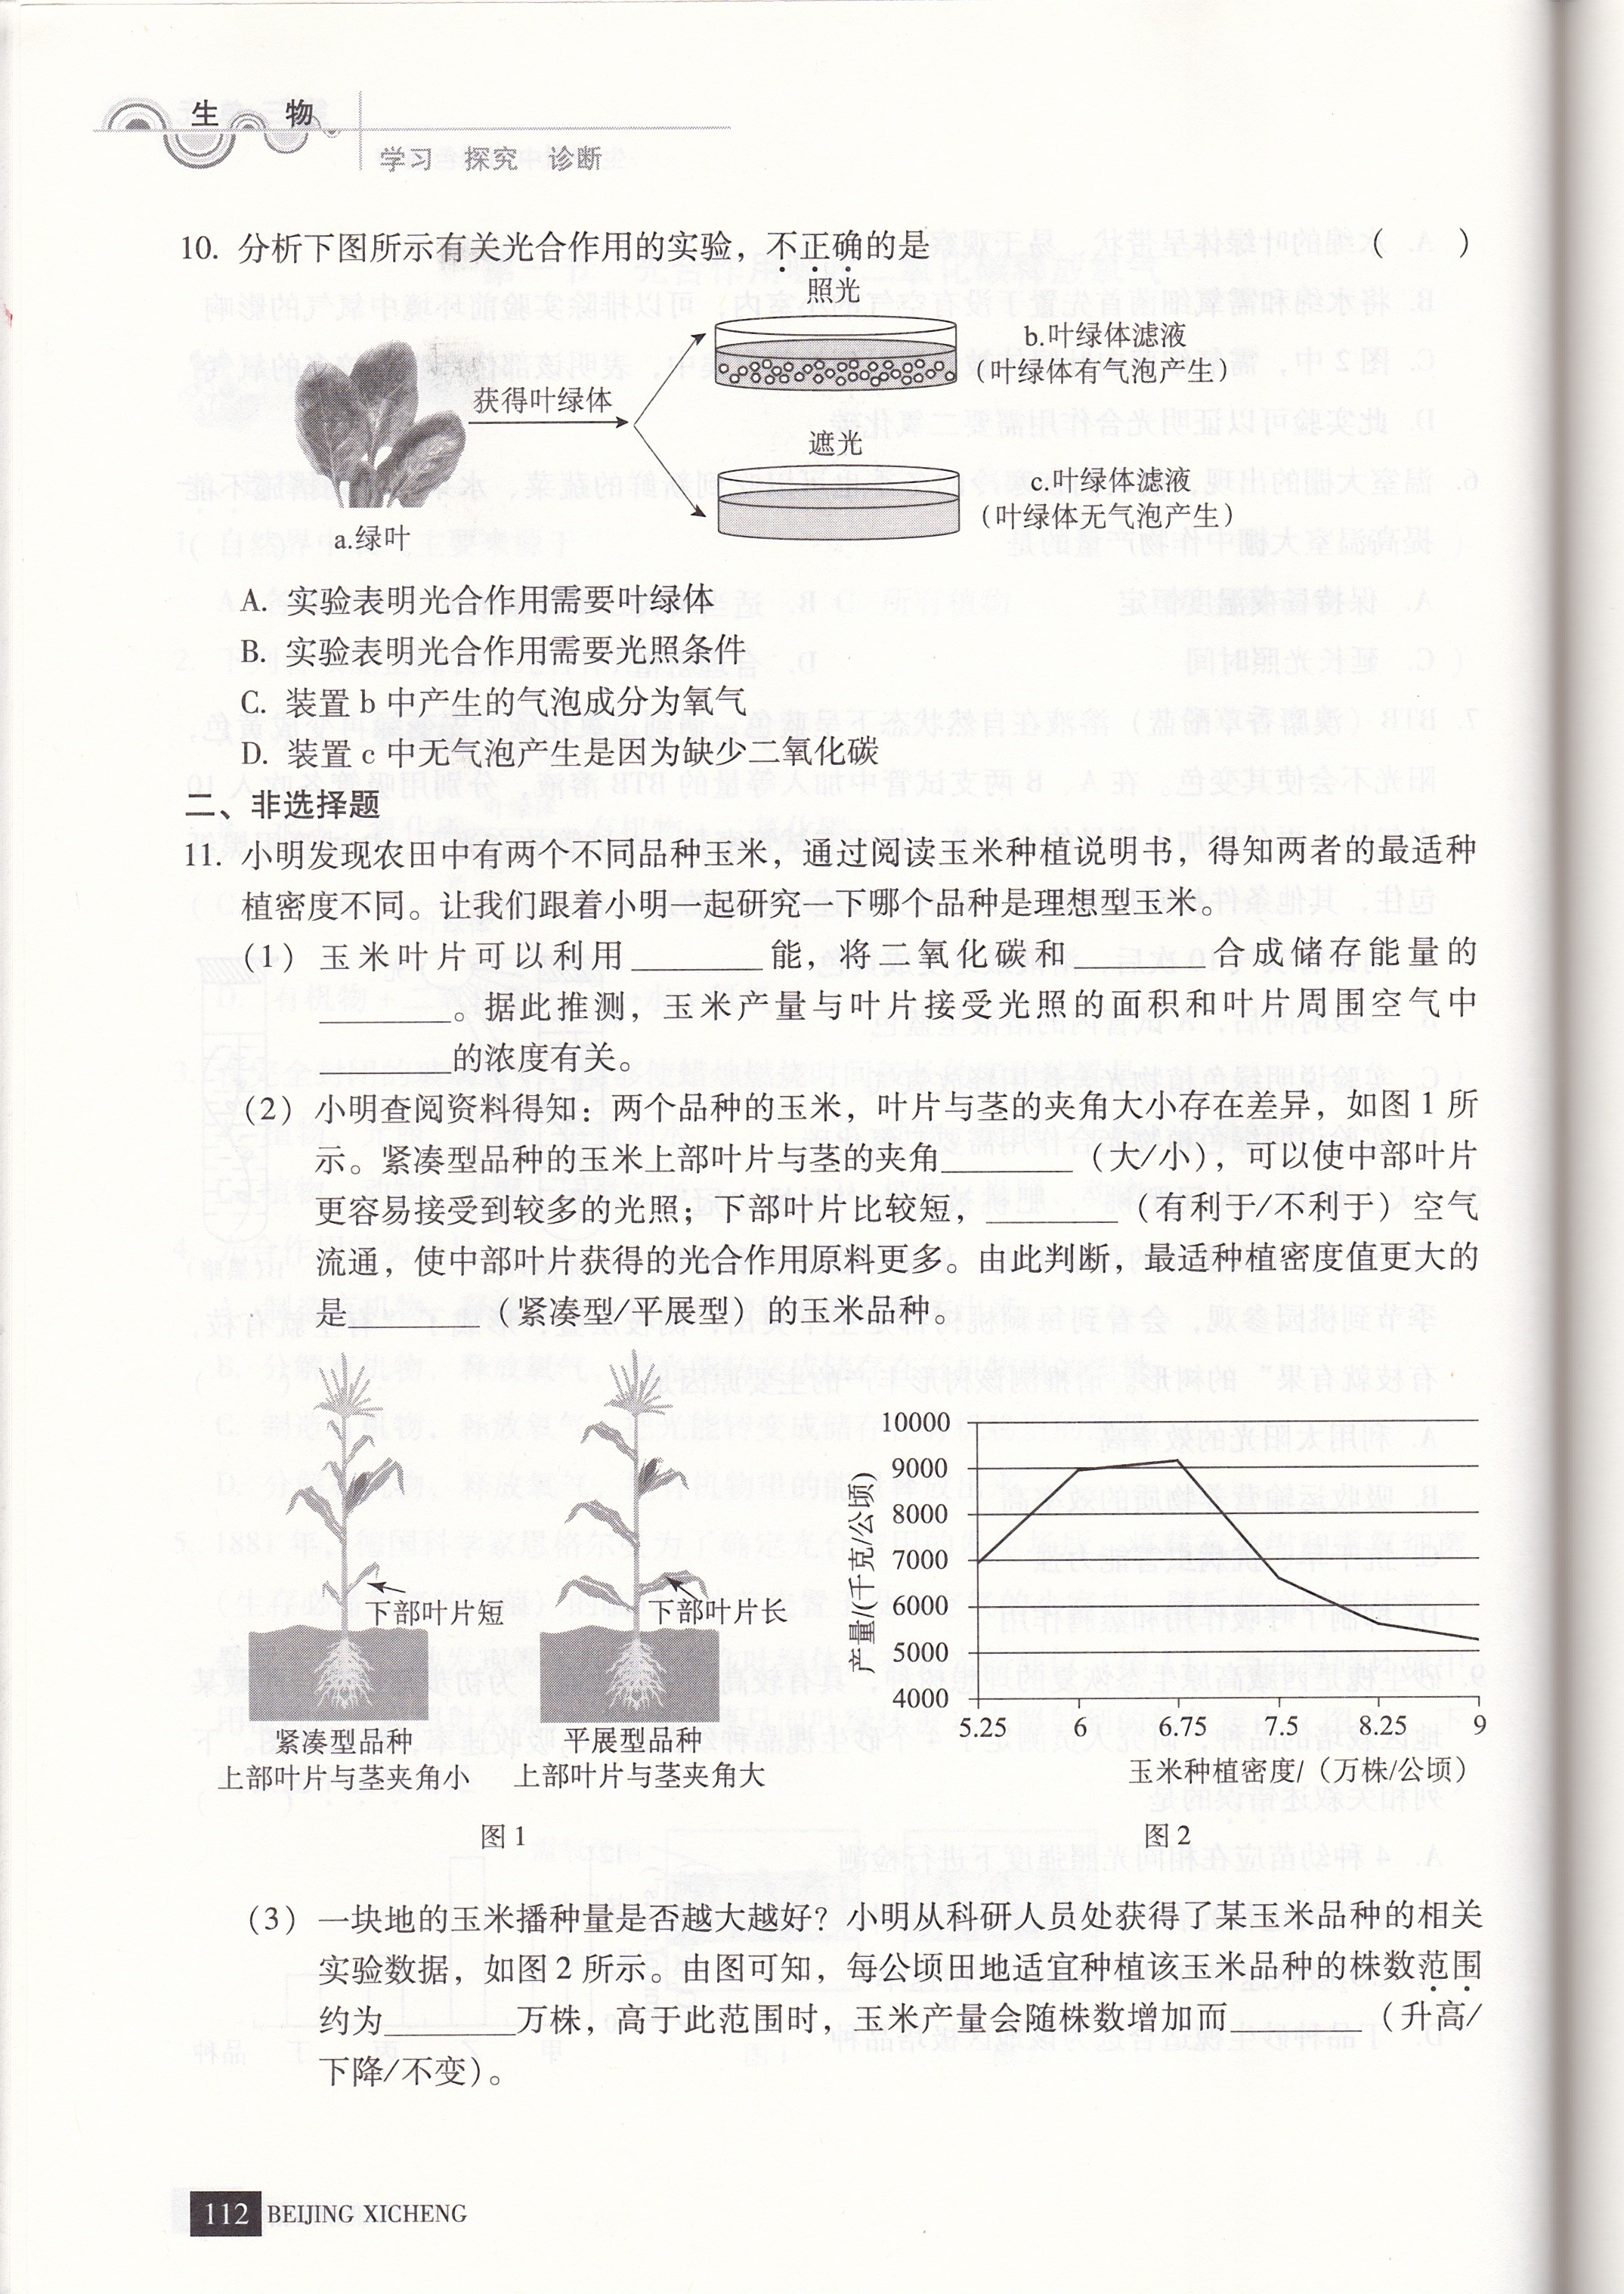 生 物
学习 探究 诊断
10. 分析下图所示有关光合作用的实验，不正确的是 （ ）
照光
b.叶绿体滤液
（叶绿体有气泡产生）
获得叶绿体
遮光
c.叶绿体滤液
（叶绿体无气泡产生）
a.绿叶
A. 实验表明光合作用需要叶绿体
B. 实验表明光合作用需要光照条件
C. 装置 b 中产生的气泡成分为氧气
D. 装置 c 中无气泡产生是因为缺少二氧化碳
二、非选择题
11. 小明发现农田中有两个不同品种玉米，通过阅读玉米种植说明书，得知两者的最适种
植密度不同。让我们跟着小明一起研究一下哪个品种是理想型玉米。
（1）玉米叶片可以利用________能，将二氧化碳和________合成储存能量的
________。据此推测，玉米产量与叶片接受光照的面积和叶片周围空气中
________的浓度有关。
（2）小明查阅资料得知：两个品种的玉米，叶片与茎的夹角大小存在差异，如图 1 所
示。紧凑型品种的玉米上部叶片与茎的夹角________（大/小），可以使中部叶片
更容易接受到较多的光照；下部叶片比较短，________（有利于/不利于）空气
流通，使中部叶片获得的光合作用原料更多。由此判断，最适种植密度值更大的
是________（紧凑型/平展型）的玉米品种。
下部叶片短
下部叶片长
紧凑型品种
上部叶片与茎夹角小
平展型品种
上部叶片与茎夹角大
图 1
产量/(千克/公顷)
10000
9000
8000
7000
6000
5000
4000
5.25 6 6.75 7.5 8.25 9
玉米种植密度/（万株/公顷）
图 2
（3）一块地的玉米播种量是否越大越好？小明从科研人员处获得了某玉米品种的相关
实验数据，如图 2 所示。由图可知，每公顷田地适宜种植该玉米品种的株数范围
约为________万株，高于此范围时，玉米产量会随株数增加而________（升高/
下降/不变）。
112 BEIJING XICHENG